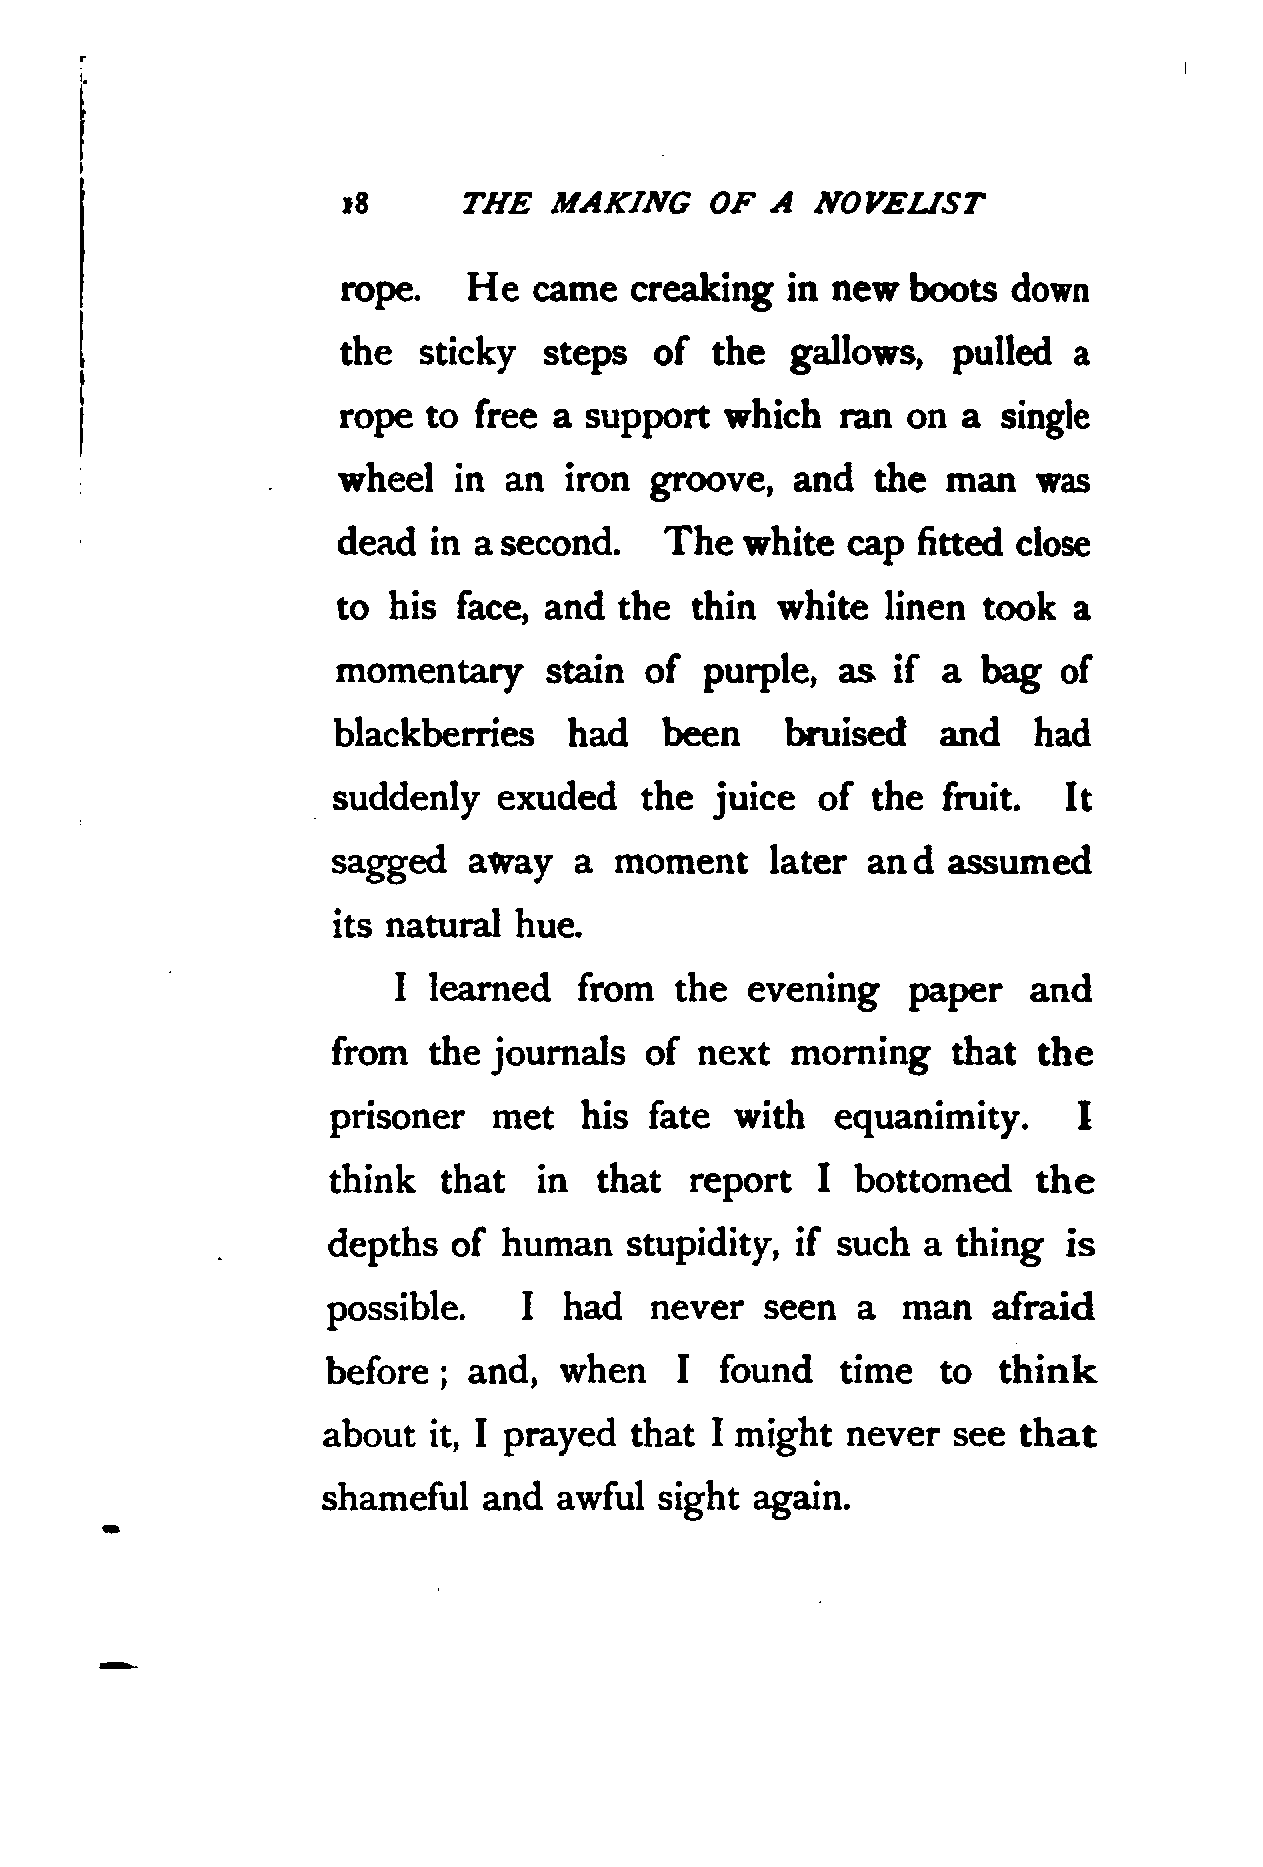 18 THE MAKING OF A NOVELIST
rope. He came creaking in new boots down
the sticky steps of the gallows, pulled a
rope to free a support which ran on a single
wheel in an iron groove, and the man was
dead in a second. The white cap fitted close
to his face, and the thin white linen took a
momentary stain of purple, as if a bag of
blackberries had been bruised and had
suddenly exuded the juice of the fruit. It
sagged away a moment later and assumed
its natural hue.
I learned from the evening paper and
from the journals of next morning that the
prisoner met his fate with equanimity. I
think that in that report I bottomed the
depths of human stupidity, if such a thing is
possible. I had never seen a man afraid
before ; and, when I found time to think
about it, I prayed that I might never see that
shameful and awful sight again.